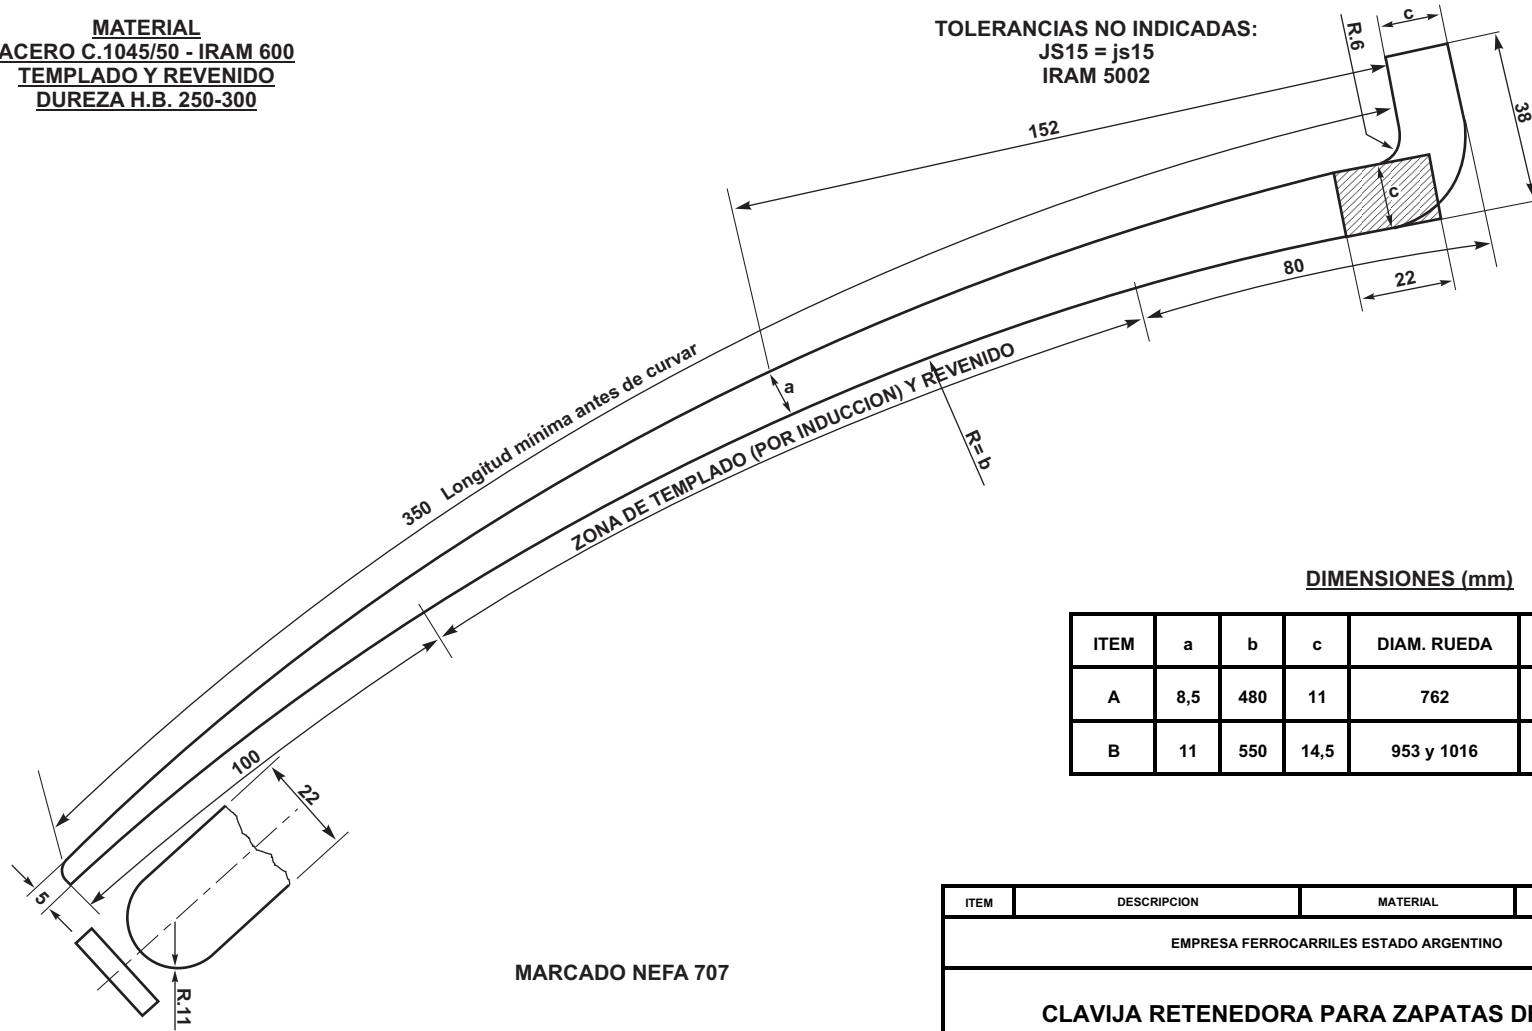 MATERIAL
ACERO C.1045/50 - IRAM 600
TEMPLADO Y REVENIDO
DUREZA H.B. 250-300
TOLERANCIAS NO INDICADAS:
JS15 = js15
IRAM 5002
c
R.6
38
152
c
80
22
a
350 Longitud mínima antes de curvar
ZONA DE TEMPLADO (POR INDUCCION) Y REVENIDO
R= b
100
22
5
R.11
DIMENSIONES (mm)
ITEM a b c DIAM. RUEDA
A 8,5 480 11 762
B 11 550 14,5 953 y 1016
MARCADO NEFA 707
ITEM DESCRIPCION MATERIAL
EMPRESA FERROCARRILES ESTADO ARGENTINO
CLAVIJA RETENEDORA PARA ZAPATAS